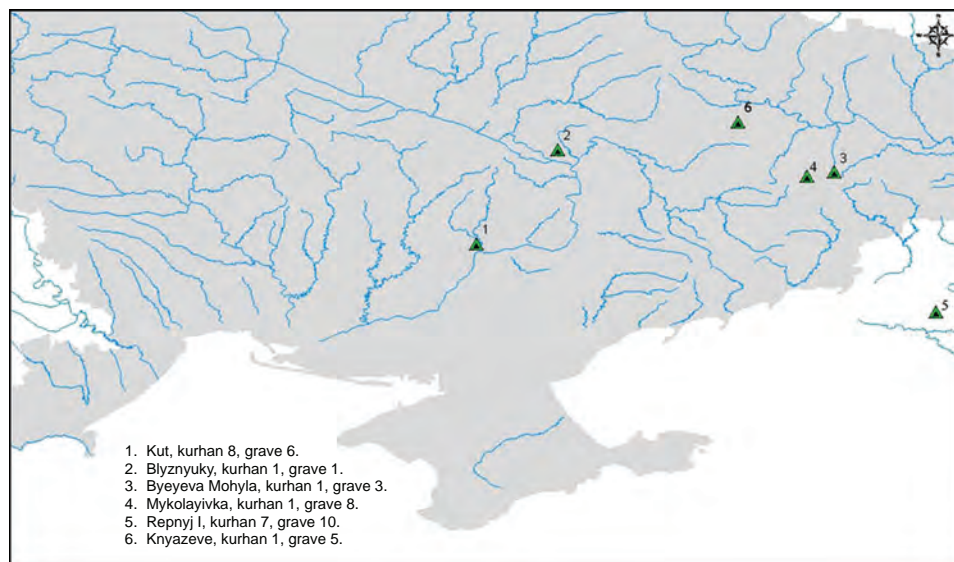 6
2
4 3
1
5
1. Kut, kurhan 8, grave 6.
2. Blyznyuky, kurhan 1, grave 1.
3. Byeyeva Mohyla, kurhan 1, grave 3.
4. Mykolayivka, kurhan 1, grave 8.
5. Repnyj I, kurhan 7, grave 10.
6. Knyazeve, kurhan 1, grave 5.